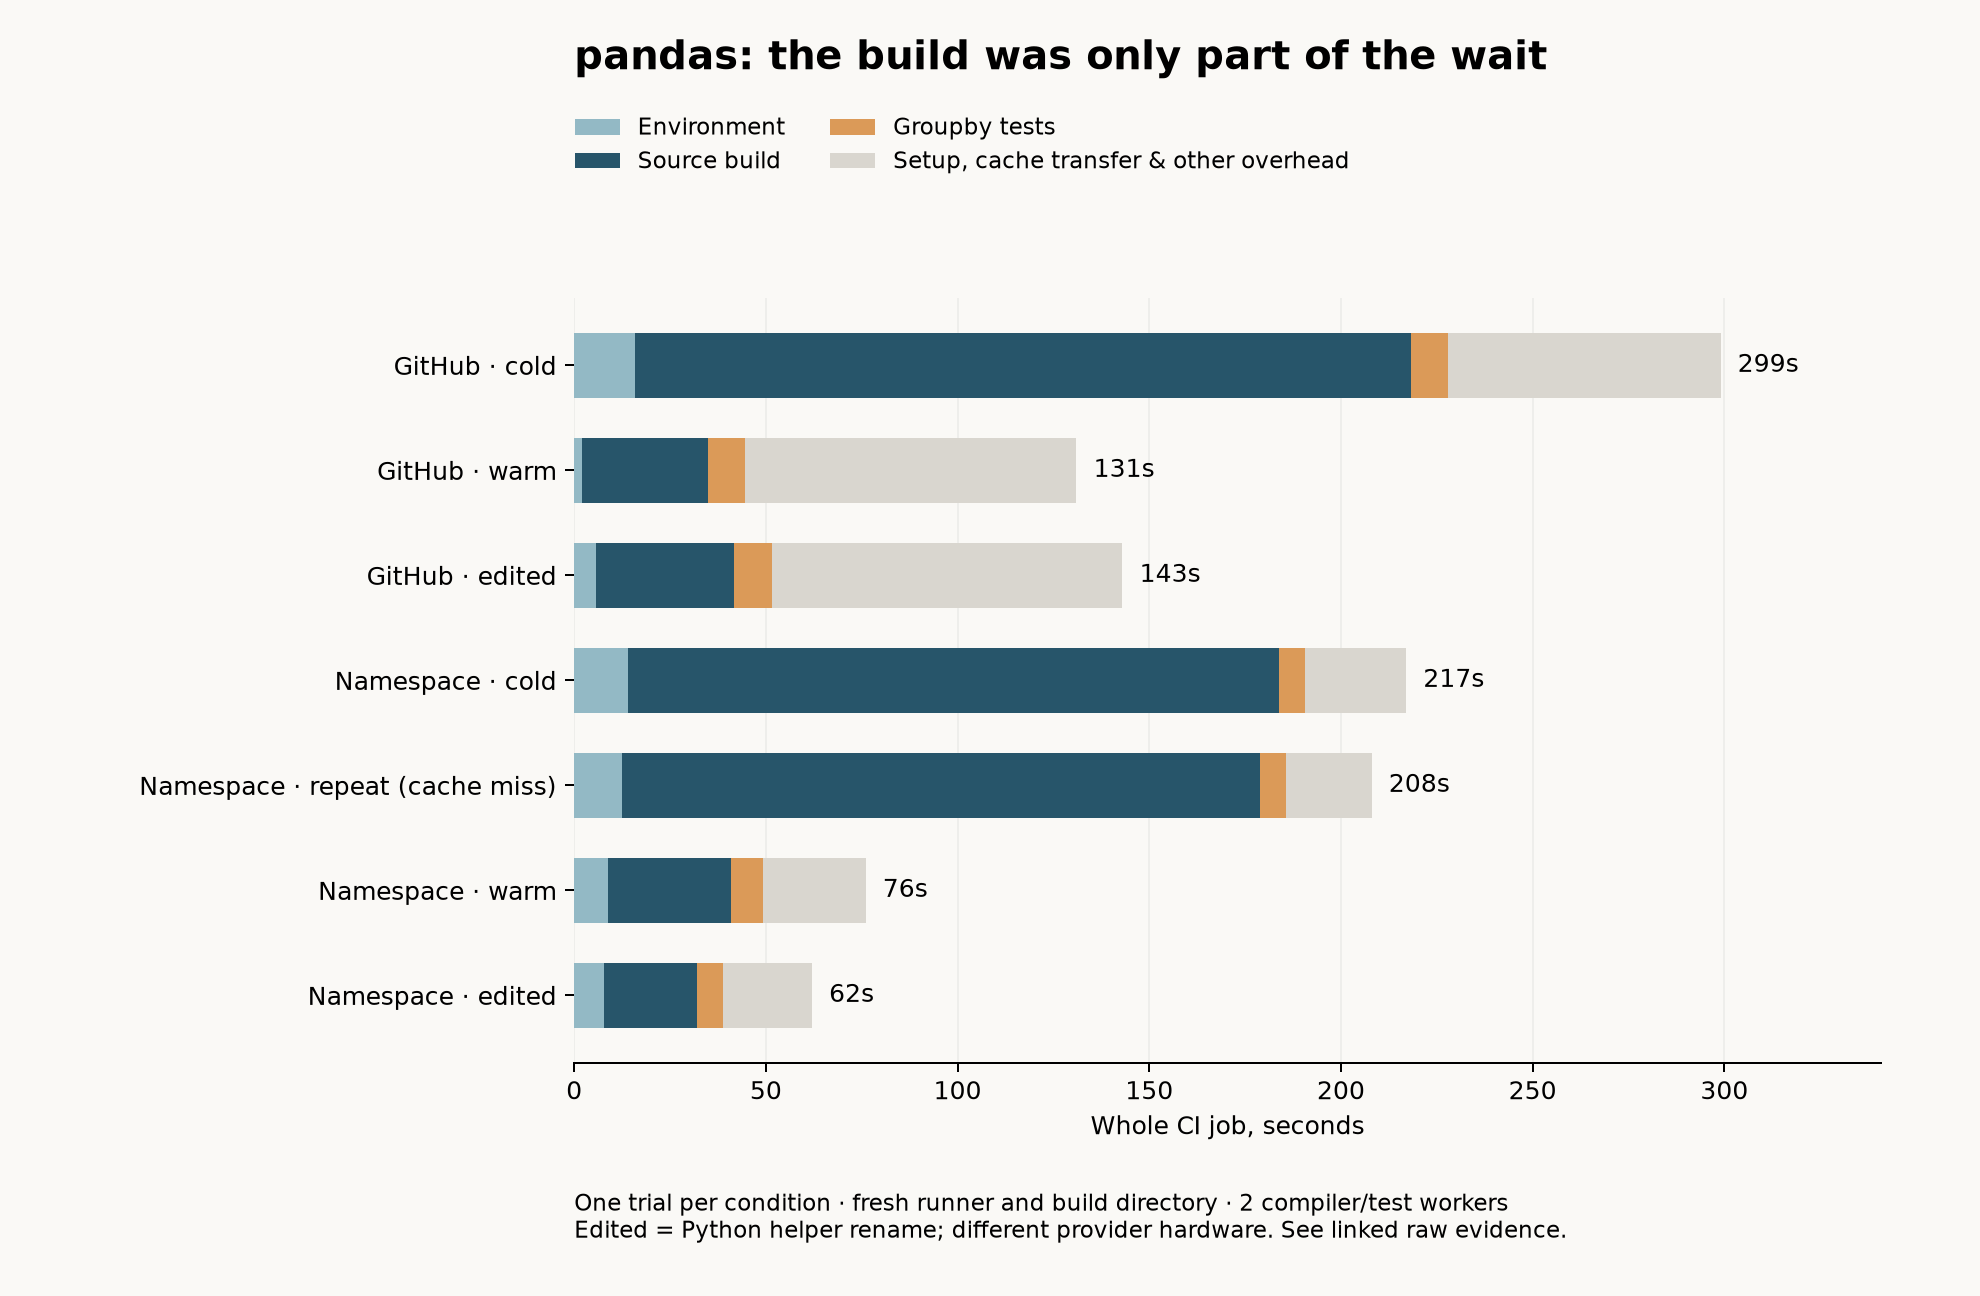 pandas: the build was only part of the wait
Environment
Source build
Groupby tests
Setup, cache transfer & other overhead
GitHub · cold
299s
GitHub · warm
131s
GitHub · edited
143s
Namespace · cold
217s
Namespace · repeat (cache miss)
208s
Namespace · warm
76s
Namespace · edited
62s
0 50 100 150 200 250 300
Whole CI job, seconds
One trial per condition · fresh runner and build directory · 2 compiler/test workers
Edited = Python helper rename; different provider hardware. See linked raw evidence.